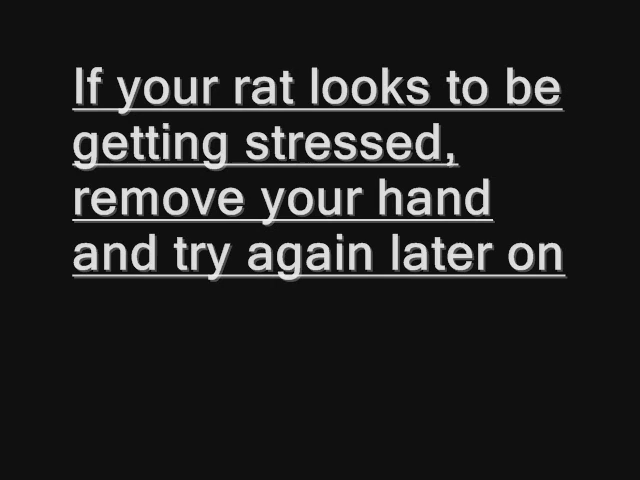 If your rat looks to be
getting stressed,
remove your hand
and try again later on